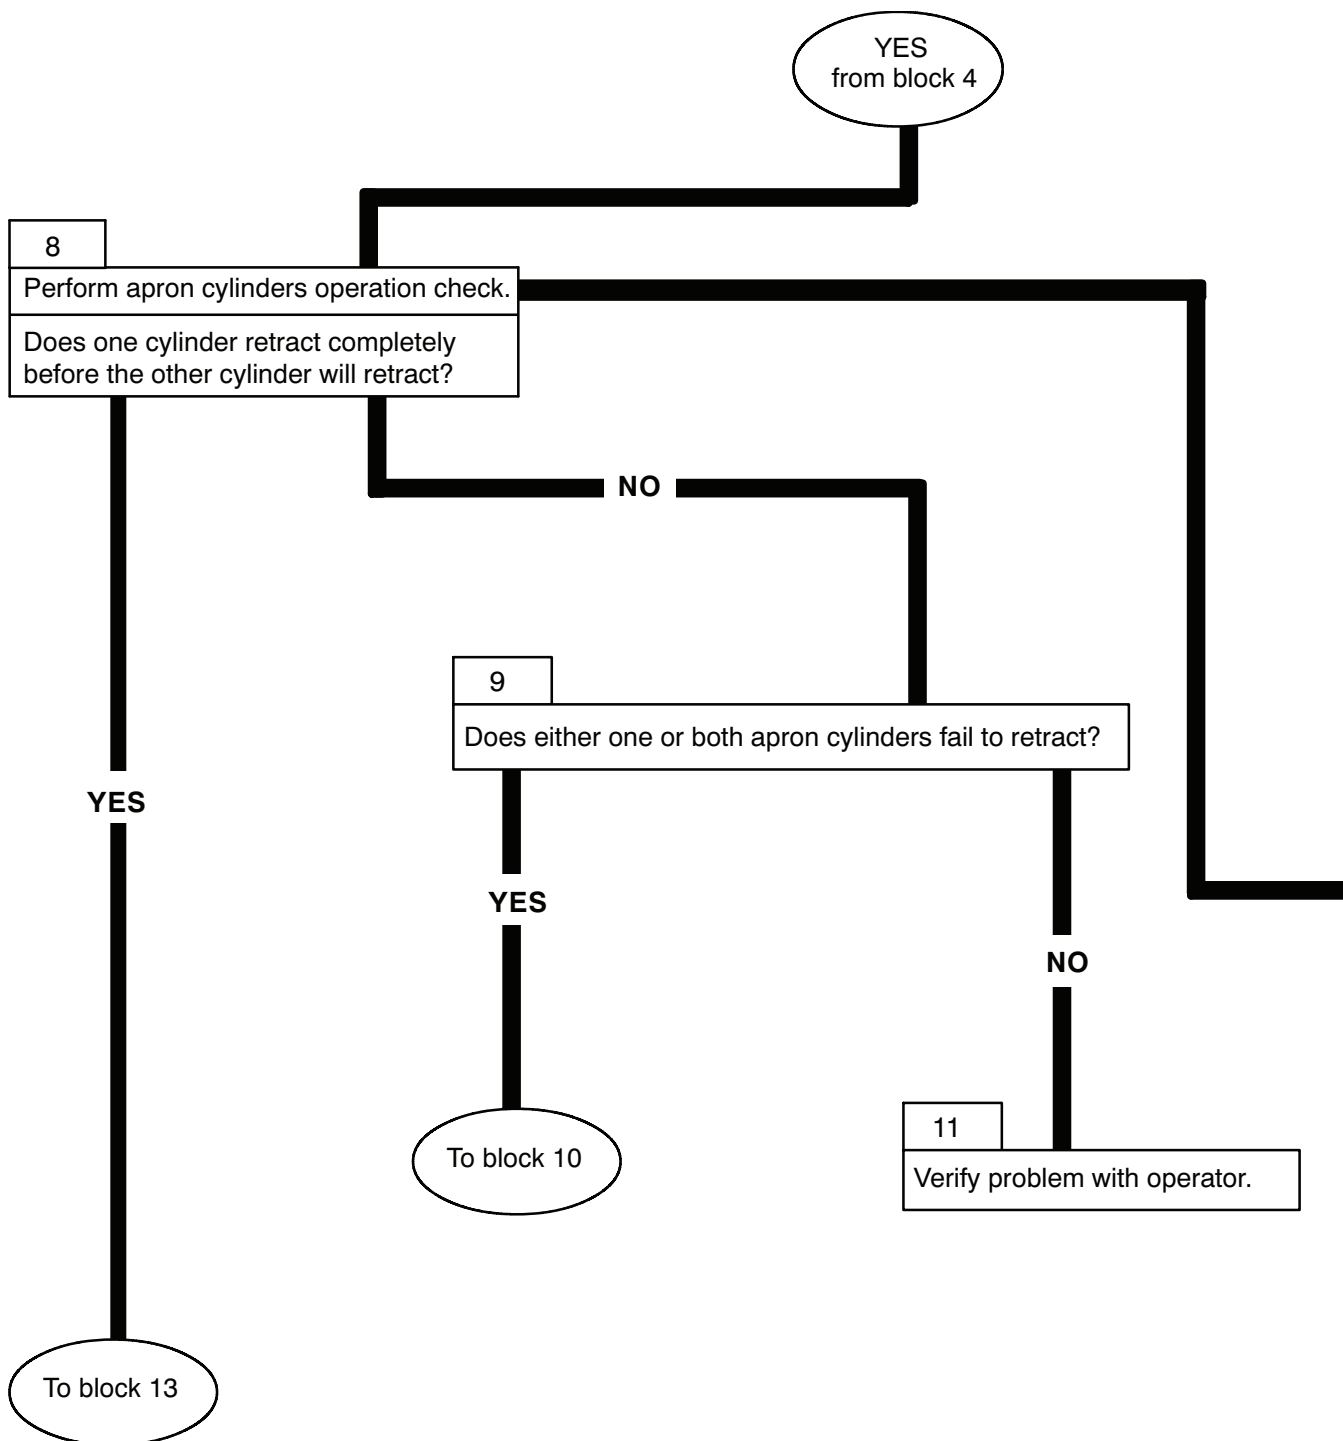 YES
from block 4
8
Perform apron cylinders operation check.
Does one cylinder retract completely
before the other cylinder will retract?
NO
9
Does either one or both apron cylinders fail to retract?
YES
YES
NO
11
To block 10
Verify problem with operator.
To block 13